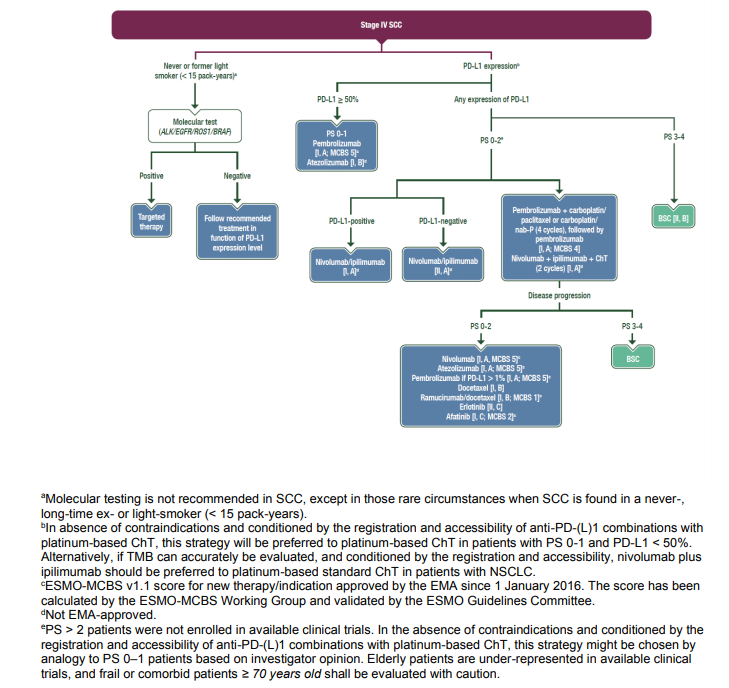 Stage IV SCC
Never or former light
smoker (< 15 pack-years)ᵃ
PD-L1 expressionᵇ
Molecular test
(ALK/EGFR/ROS1/BRAF)
Positive
Negative
Targeted
therapy
Follow recommended
treatment in
function of PD-L1
expression level
PD-L1 ≥ 50%
Any expression of PD-L1
PS 0-1
Pembrolizumab
[I, A; MCBS 5]ᶜ
Atezolizumab [I, B]ᵈ
PS 0-2ᵉ
PS 3-4
BSC [II, B]
PD-L1-positive
PD-L1-negative
Nivolumab/ipilimumab
[I, A]ᵈ
Nivolumab/ipilimumab
[II, A]ᵈ
Pembrolizumab + carboplatin/
paclitaxel or carboplatin/
nab-P (4 cycles), followed by
pembrolizumab
[I, A; MCBS 4]
Nivolumab + ipilimumab + ChT
(2 cycles) [I, A]ᵈ
Disease progression
PS 0-2
PS 3-4
Nivolumab [I, A, MCBS 5]ᶜ
Atezolizumab [I, A; MCBS 5]ᶜ
Pembrolizumab if PD-L1 > 1% [I, A; MCBS 5]ᶜ
Docetaxel [I, B]
Ramucirumab/docetaxel [I, B; MCBS 1]ᶜ
Erlotinib [II, C]
Afatinib [I, C; MCBS 2]ᶜ
BSC
ᵃMolecular testing is not recommended in SCC, except in those rare circumstances when SCC is found in a never-,
long-time ex- or light-smoker (< 15 pack-years).
ᵇIn absence of contraindications and conditioned by the registration and accessibility of anti-PD-(L)1 combinations with
platinum-based ChT, this strategy will be preferred to platinum-based ChT in patients with PS 0-1 and PD-L1 < 50%.
Alternatively, if TMB can accurately be evaluated, and conditioned by the registration and accessibility, nivolumab plus
ipilimumab should be preferred to platinum-based standard ChT in patients with NSCLC.
ᶜESMO-MCBS v1.1 score for new therapy/indication approved by the EMA since 1 January 2016. The score has been
calculated by the ESMO-MCBS Working Group and validated by the ESMO Guidelines Committee.
ᵈNot EMA-approved.
ᵉPS > 2 patients were not enrolled in available clinical trials. In the absence of contraindications and conditioned by the
registration and accessibility of anti-PD-(L)1 combinations with platinum-based ChT, this strategy might be chosen by
analogy to PS 0–1 patients based on investigator opinion. Elderly patients are under-represented in available clinical
trials, and frail or comorbid patients ≥ 70 years old shall be evaluated with caution.